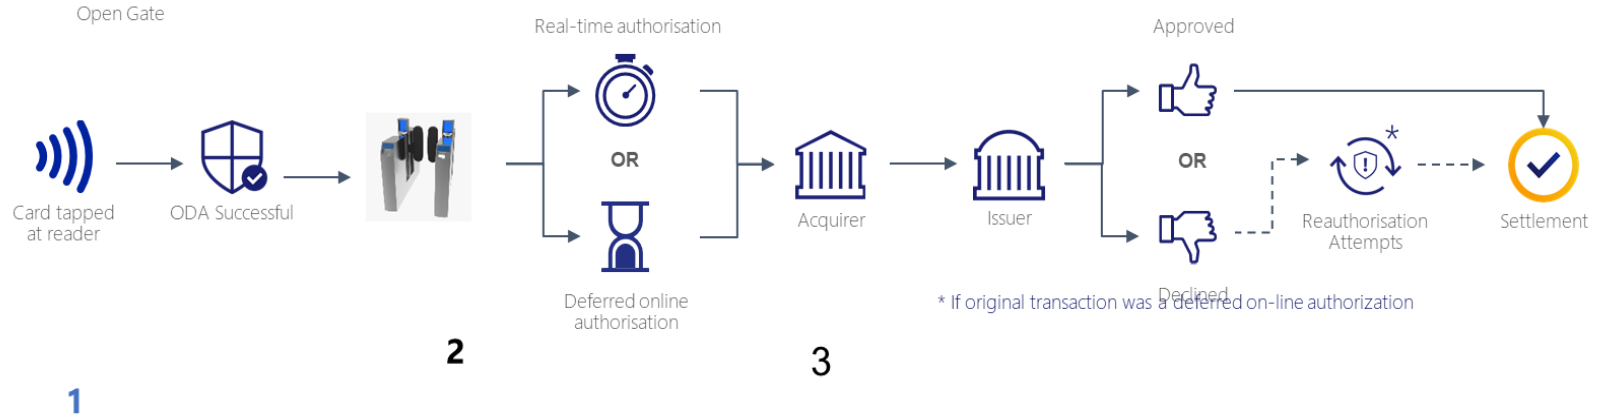 Open Gate
Real-time authorisation
Approved
OR
OR
*
Card tapped
at reader
ODA Successful
Acquirer
Issuer
Reauthorisation
Attempts
Settlement
Deferred online
authorisation
Declined
* If original transaction was a deferred on-line authorization
2
3
1